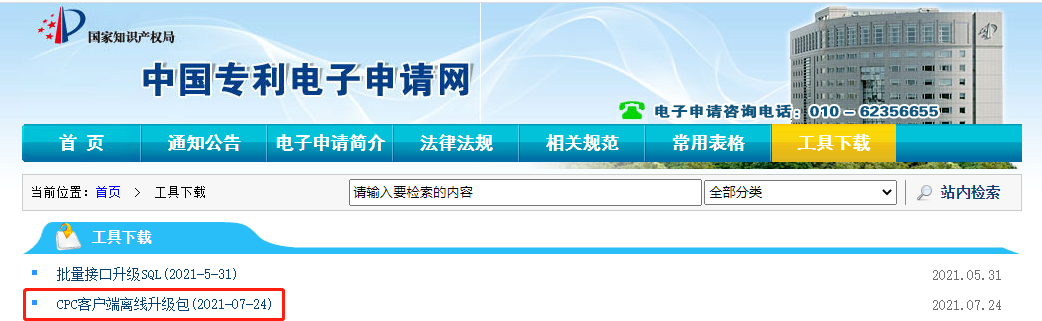 国家知识产权局
中国专利电子申请网
电子申请咨询电话：010－62356655
首 页 通知公告 电子申请简介 法律法规 相关规范 常用表格 工具下载
当前位置：首页 > 工具下载 请输入要检索的内容 全部分类 站内检索
工具下载
批量接口升级SQL(2021-5-31) 2021.05.31
CPC客户端离线升级包(2021-07-24) 2021.07.24